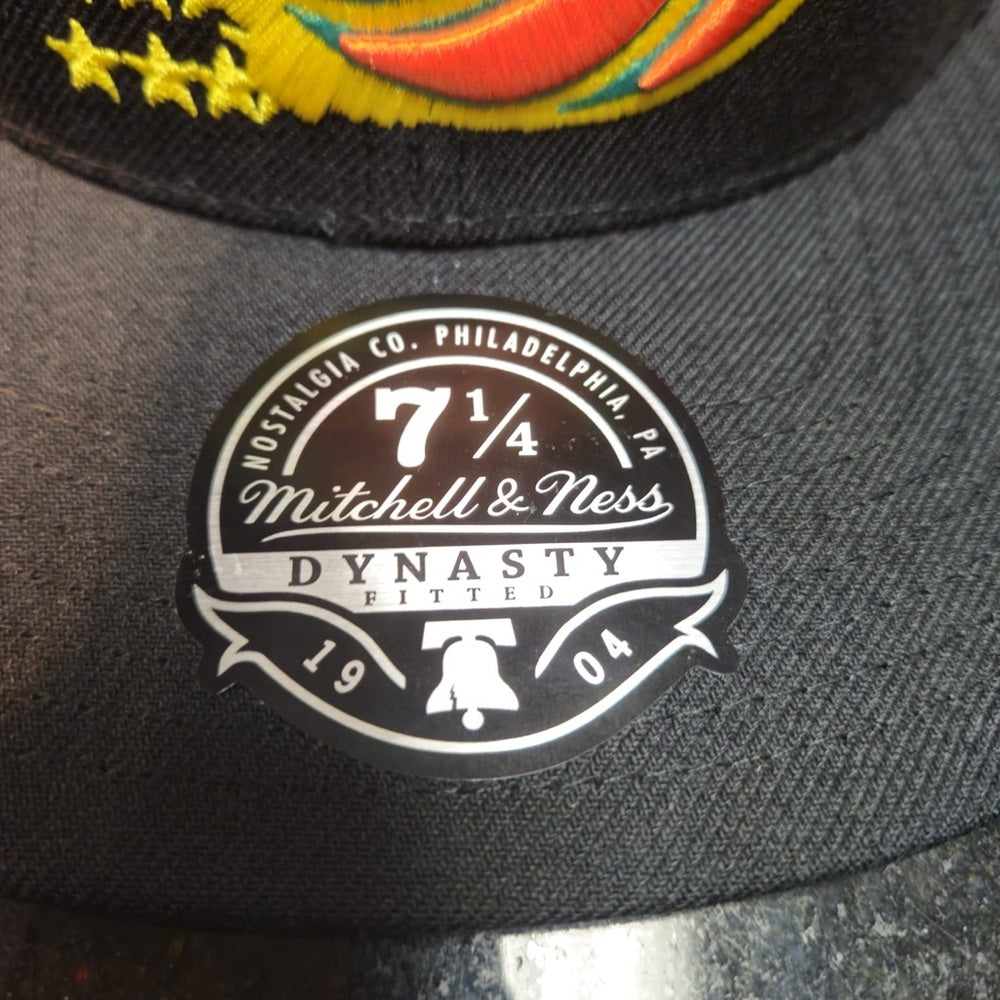 NOSTALGIA CO. PHILADELPHIA, PA
7 1/4
Mitchell & Ness
DYNASTY
FITTED
19 04